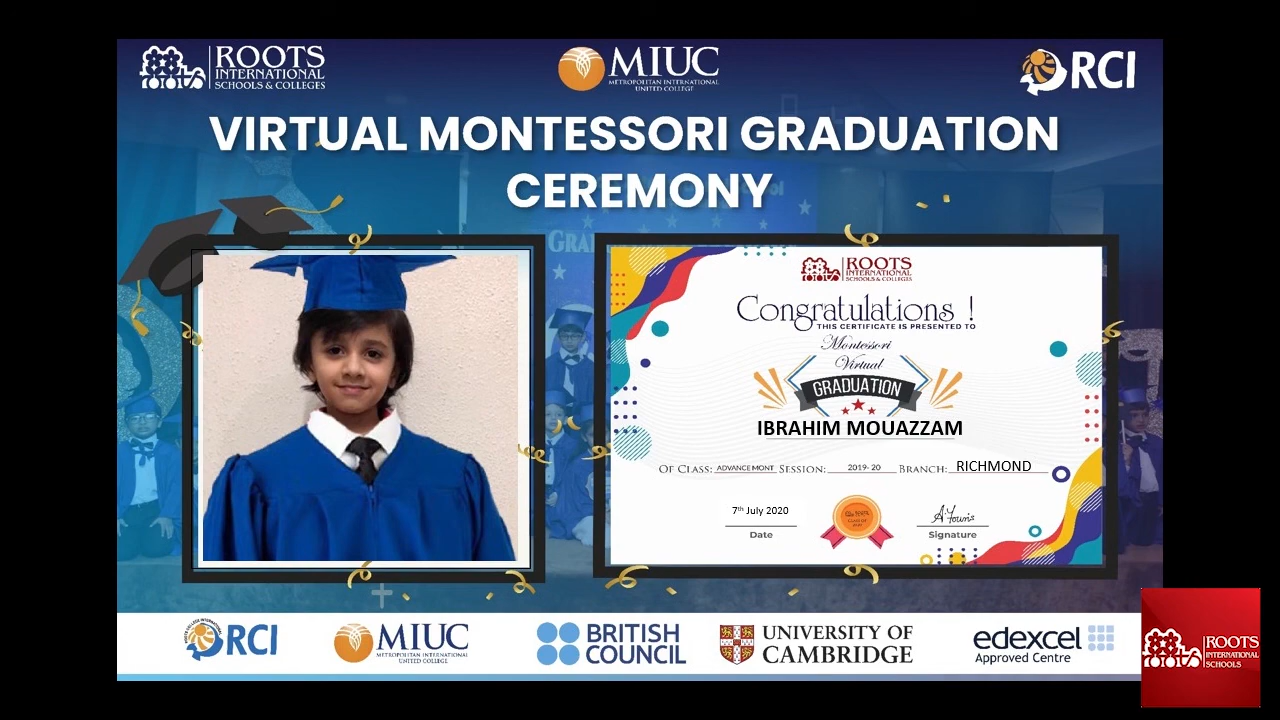 ROOTS
INTERNATIONAL
SCHOOLS & COLLEGES
MIUC
METROPOLITAN INTERNATIONAL
UNITED COLLEGE
RCI
VIRTUAL MONTESSORI GRADUATION
CEREMONY
ROOTS
INTERNATIONAL
SCHOOLS & COLLEGES
Congratulations !
THIS CERTIFICATE IS PRESENTED TO
Montessori
Virtual
GRADUATION
IBRAHIM MOUAZZAM
OF CLASS: ADVANCE MONT SESSION: 2019- 20 BRANCH: RICHMOND
7th July 2020
Date
Signature
RCI
MIUC
METROPOLITAN INTERNATIONAL
UNITED COLLEGE
BRITISH
COUNCIL
UNIVERSITY OF
CAMBRIDGE
edexcel
Approved Centre
ROOTS
INTERNATIONAL
SCHOOLS